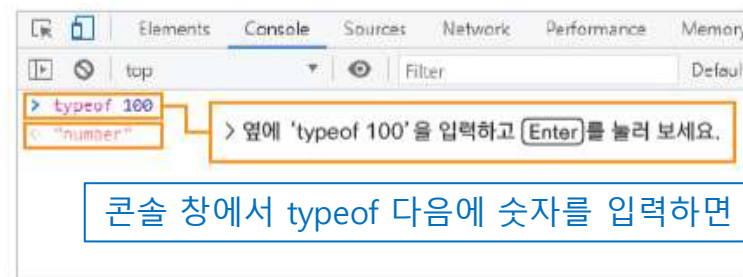 Elements Console Sources Network Performance Memory
top Filter Defaul
> typeof 100
< "number"
> 옆에 'typeof 100'을 입력하고 Enter를 눌러 보세요.
콘솔 창에서 typeof 다음에 숫자를 입력하면